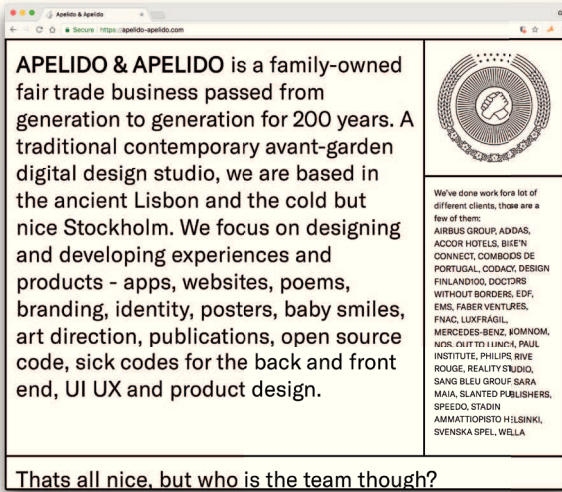 Apelido & Apelido
Secure https://apelido-apelido.com
APELIDO & APELIDO is a family-owned
fair trade business passed from
generation to generation for 200 years. A
traditional contemporary avant-garden
digital design studio, we are based in
the ancient Lisbon and the cold but
nice Stockholm. We focus on designing
and developing experiences and
products - apps, websites, poems,
branding, identity, posters, baby smiles,
art direction, publications, open source
code, sick codes for the back and front
end, UI UX and product design.
We've done work fora lot of
different clients, those are a
few of them:
AIRBUS GROUP, ADIDAS,
ACCOR HOTELS, BIKE'N
CONNECT, COMBOIOS DE
PORTUGAL, CODACY, DESIGN
FINLAND100, DOCTORS
WITHOUT BORDERS, EDF,
EMS, FABER VENTURES,
FNAC, LUXFRÁGIL,
MERCEDES-BENZ, NOMNOM,
NOS, OUT TO LUNCH, PAUL
INSTITUTE, PHILIPS, RIVE
ROUGE, REALITY STUDIO,
SANG BLEU GROUP, SARA
MAIA, SLANTED PUBLISHERS,
SPEEDO, STADIN
AMMATTIOPISTO HELSINKI,
SVENSKA SPEL, WELLA
Thats all nice, but who is the team though?